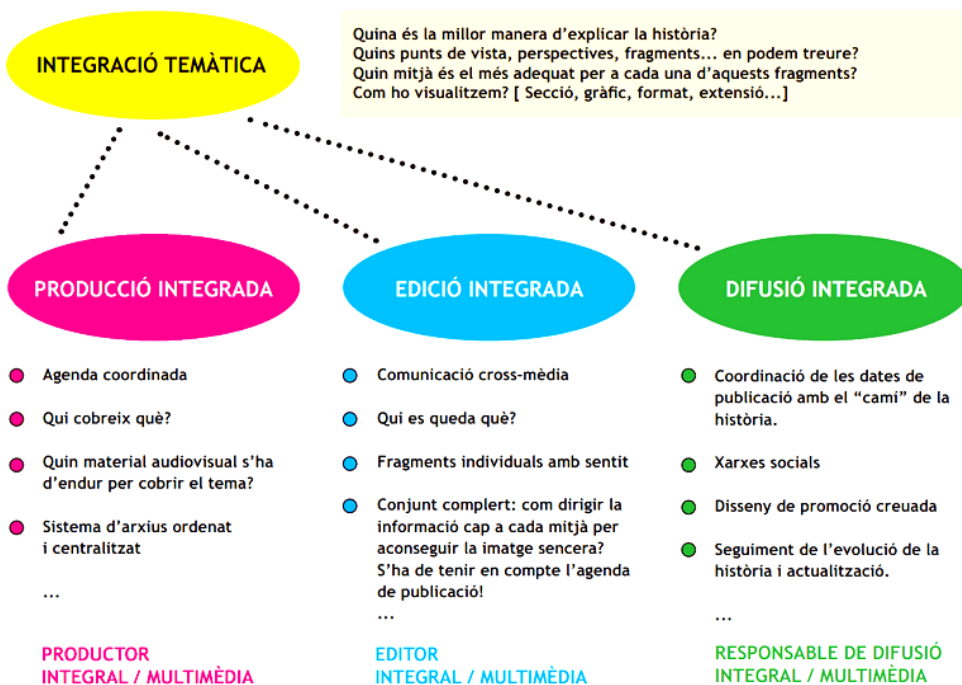 INTEGRACIÓ TEMÀTICA
Quina és la millor manera d'explicar la història?
Quins punts de vista, perspectives, fragments... en podem treure?
Quin mitjà és el més adequat per a cada una d'aquests fragments?
Com ho visualitzem? [ Secció, gràfic, format, extensió...]
PRODUCCIÓ INTEGRADA
Agenda coordinada
Qui cobreix què?
Quin material audiovisual s'ha
d'endur per cobrir el tema?
Sistema d'arxius ordenat
i centralitzat
...
PRODUCTOR
INTEGRAL / MULTIMÈDIA
EDICIÓ INTEGRADA
Comunicació cross-mèdia
Qui es queda què?
Fragments individuals amb sentit
Conjunt complert: com dirigir la
informació cap a cada mitjà per
aconseguir la imatge sencera?
S'ha de tenir en compte l'agenda
de publicació!
...
EDITOR
INTEGRAL / MULTIMÈDIA
DIFUSIÓ INTEGRADA
Coordinació de les dates de
publicació amb el “camí” de la
història.
Xarxes socials
Disseny de promoció creuada
Seguiment de l'evolució de la
història i actualització.
...
RESPONSABLE DE DIFUSIÓ
INTEGRAL / MULTIMÈDIA